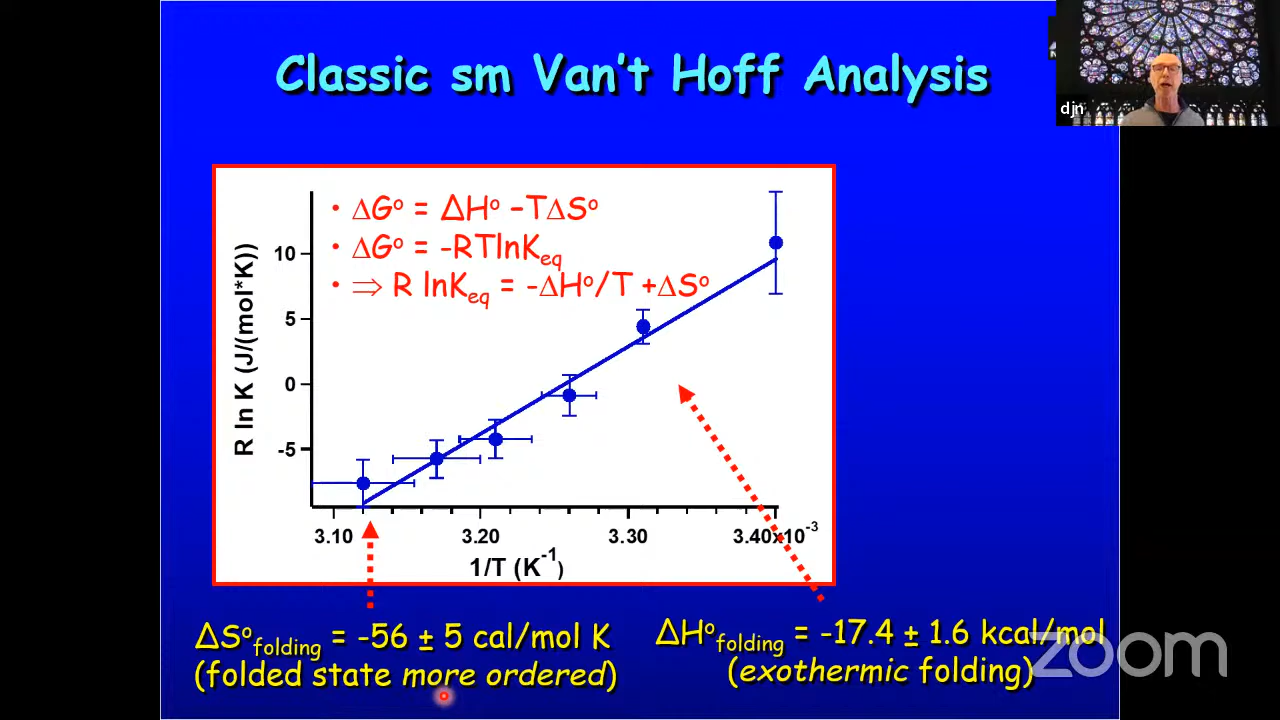 Classic sm Van't Hoff Analysis
djn
• ΔGº = ΔHº –TΔSº
• ΔGº = -RTlnKeq
• ⇒ R lnKeq = -ΔHº/T +ΔSº
R ln K (J/(mol*K))
10
5
0
-5
3.10 3.20 3.30 3.40x10-3
1/T (K-1)
ΔSºfolding = -56 ± 5 cal/mol K
(folded state more ordered)
ΔHºfolding = -17.4 ± 1.6 kcal/mol
(exothermic folding)
zoom